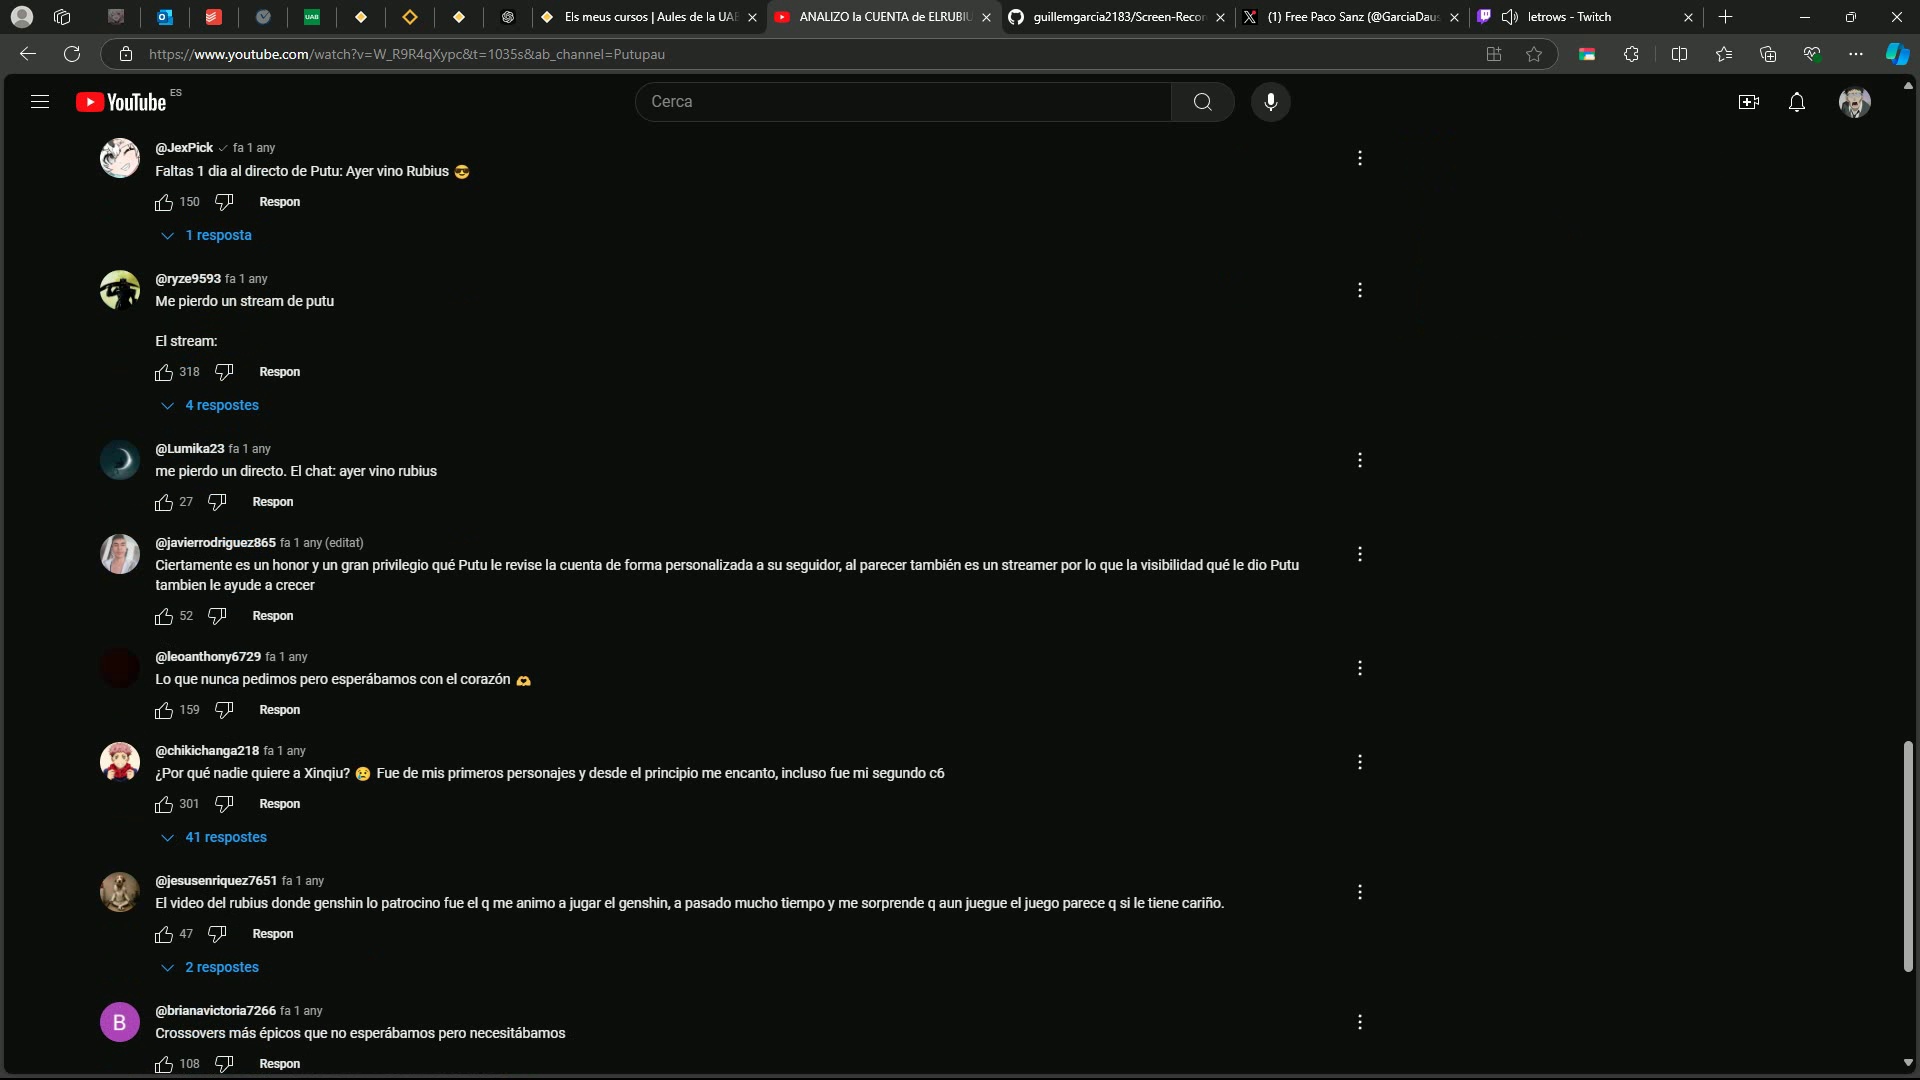 UAB
Els meus cursos | Aules de la UAB
ANALIZO la CUENTA de ELRUBIU
guillemgarcia2183/Screen-Recor
(1) Free Paco Sanz (@GarciaDaus
letrows - Twitch
https://www.youtube.com/watch?v=W_R9R4qXypc&t=1035s&ab_channel=Putupau
YouTube ES
Cerca
@JexPick fa 1 any
Faltas 1 dia al directo de Putu: Ayer vino Rubius 😎
150 Respon
1 resposta
@ryze9593 fa 1 any
Me pierdo un stream de putu
El stream:
318 Respon
4 respostes
@Lumika23 fa 1 any
me pierdo un directo. El chat: ayer vino rubius
27 Respon
@javierrodriguez865 fa 1 any (editat)
Ciertamente es un honor y un gran privilegio qué Putu le revise la cuenta de forma personalizada a su seguidor, al parecer también es un streamer por lo que la visibilidad qué le dio Putu
tambien le ayude a crecer
52 Respon
@leoanthony6729 fa 1 any
Lo que nunca pedimos pero esperábamos con el corazón 🫶
159 Respon
@chikichanga218 fa 1 any
¿Por qué nadie quiere a Xinqiu? 😢 Fue de mis primeros personajes y desde el principio me encanto, incluso fue mi segundo c6
301 Respon
41 respostes
@jesusenriquez7651 fa 1 any
El video del rubius donde genshin lo patrocino fue el q me animo a jugar el genshin, a pasado mucho tiempo y me sorprende q aun juegue el juego parece q si le tiene cariño.
47 Respon
2 respostes
B
@brianavictoria7266 fa 1 any
Crossovers más épicos que no esperábamos pero necesitábamos
108 Respon